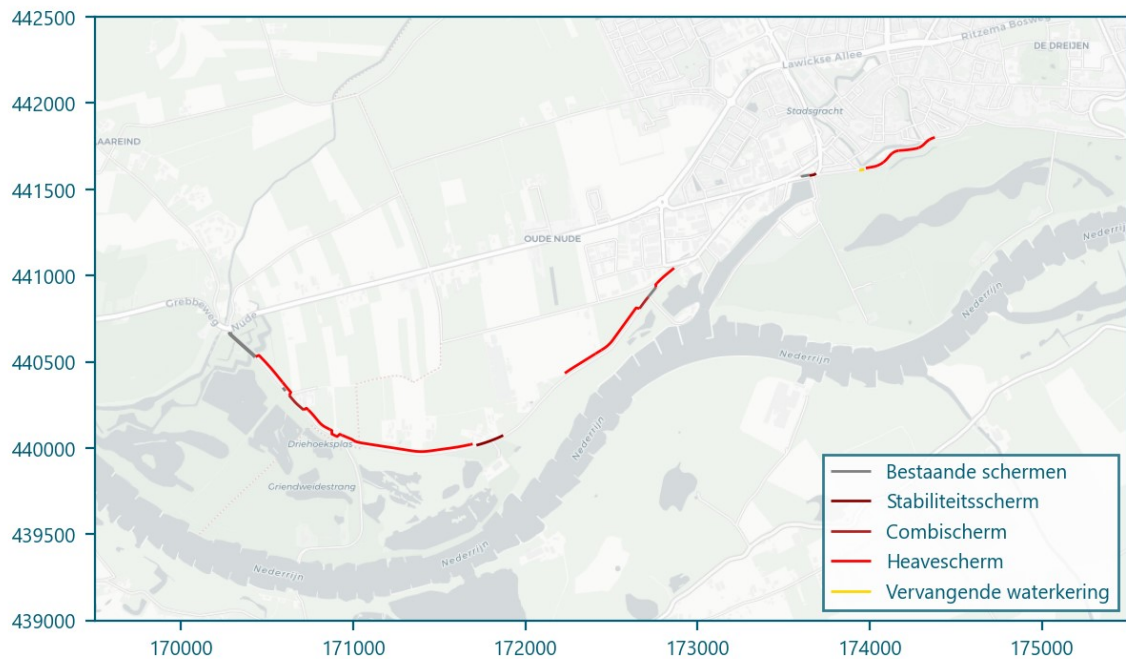 442500
442000
441500
441000
440500
440000
439500
439000
170000
171000
172000
173000
174000
175000
Ritzema Bosweg
DE DREIJEN
Lawickse Allee
Stadsgracht
AAREIND
OUDE NUDE
Nederrijn
Grebbeweg
Nude
Nederrijn
Nederrijn
Driehoeksplas
Nederrijn
Grindweidestrang
Nederrijn
Nederrijn
Bestaande schermen
Stabiliteitsscherm
Combischerm
Heavescherm
Vervangende waterkering